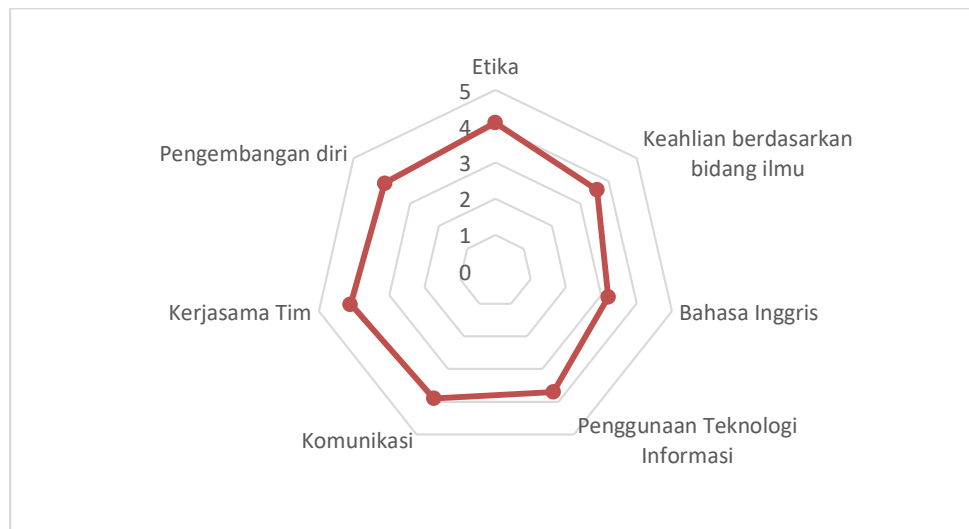 Etika
5
4
3
2
1
0
Keahlian berdasarkan
bidang ilmu
Bahasa Inggris
Penggunaan Teknologi
Informasi
Komunikasi
Kerjasama Tim
Pengembangan diri